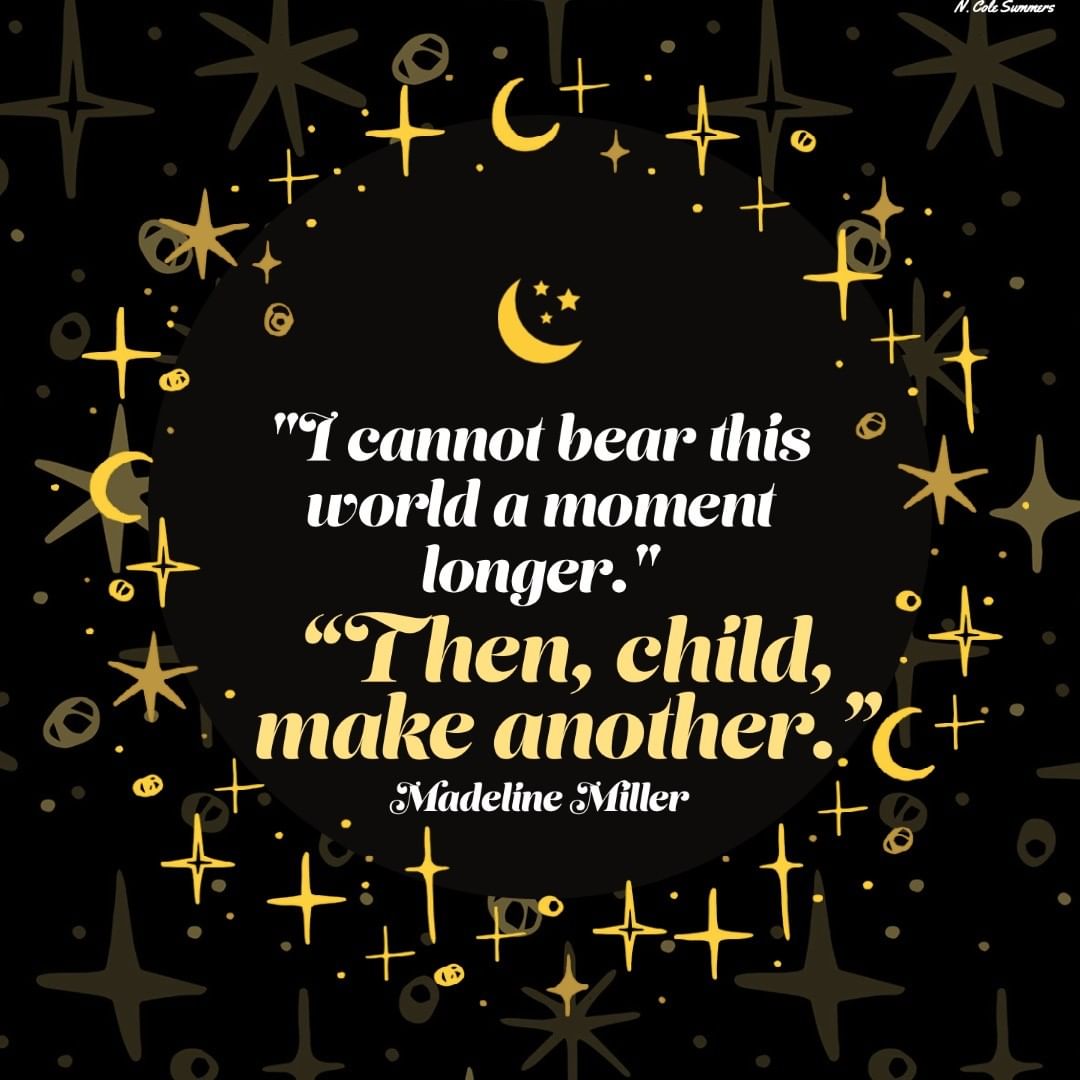 N. Cole Summers
"I cannot bear this
world a moment
longer."
“Then, child,
make another.”
Madeline Miller